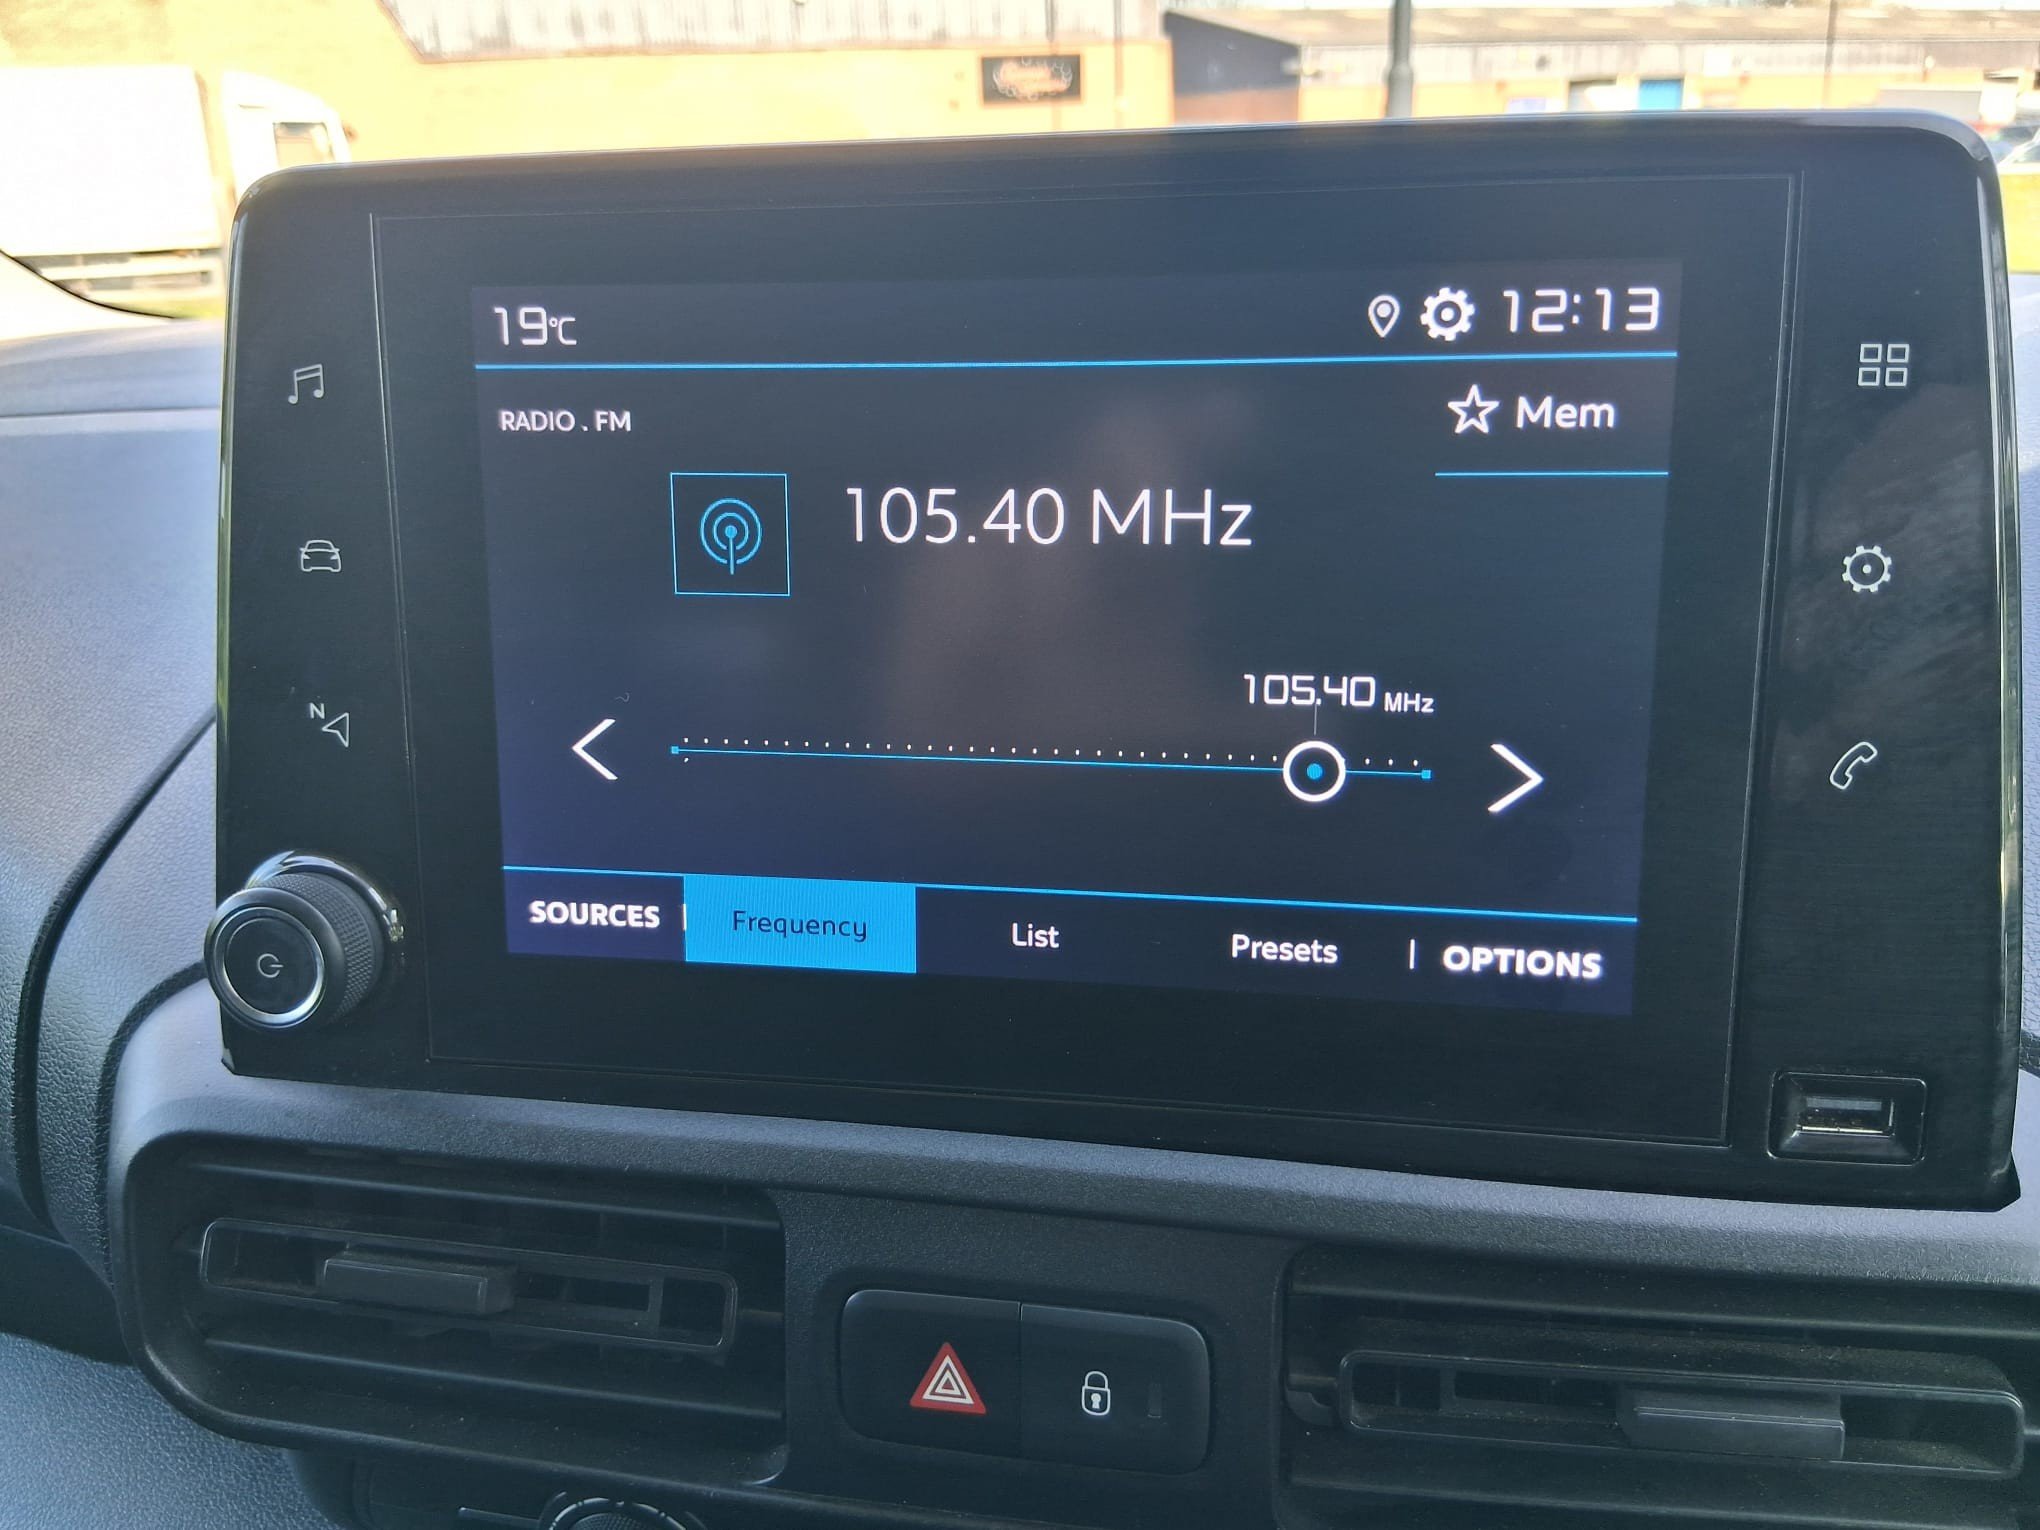 19°C 12:13
RADIO . FM
Mem
105.40 MHz
105.40 MHz
SOURCES | Frequency List Presets | OPTIONS
N